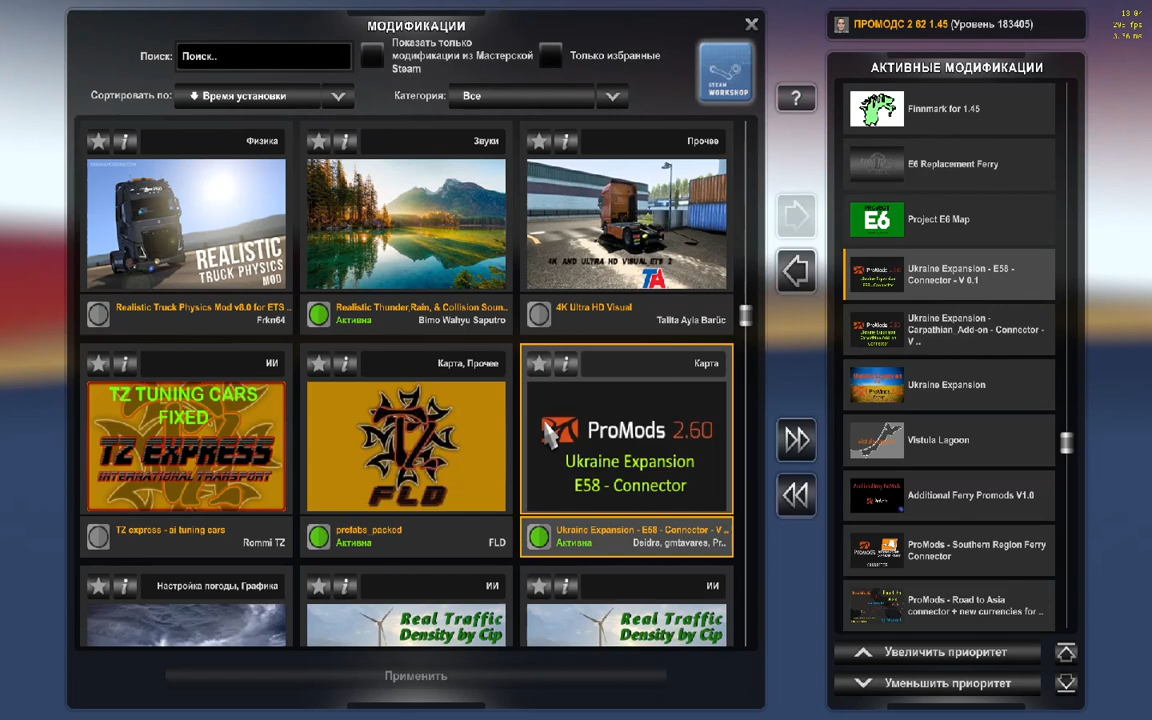 МОДИФИКАЦИИ
Поиск:
Поиск..
Показать только
модификации из Мастерской
Steam
Только избранные
STEAM
WORKSHOP
Сортировать по:
Время установки
Категория:
Все
Физика
REALISTIC
TRUCK PHYSICS
MOD
Realistic Truck Physics Mod v8.0 for ETS ..
Frkn64
Звуки
Realistic Thunder,Rain, & Collision Soun..
Активна
Bimo Wahyu Saputro
Прочее
4K AND ULTRA HD VISUAL ETS 2
TA
4K Ultra HD Visual
Talita Ayla Barüc
ИИ
TZ TUNING CARS
FIXED
TZ EXPRESS
INTERNATIONAL TRANSPORT
TZ express - ai tuning cars
Rommi TZ
Карта, Прочее
FLD
prefabs_packed
Активна
FLD
Карта
ProMods 2.60
Ukraine Expansion
E58 - Connector
Ukraine Expansion - E58 - Connector - V ..
Активна
Deidra, gmtavares, Pr..
Настройка погоды, Графика
ИИ
Real Traffic
Density by Cip
ИИ
Real Traffic
Density by Cip
Применить
?
ПРОМОДС 2 62 1.45 (Уровень 183405)
АКТИВНЫЕ МОДИФИКАЦИИ
Finnmark for 1.45
E6 Replacement Ferry
PROJECT
E6
Project E6 Map
Ukraine Expansion - E58 -
Connector - V 0.1
Ukraine Expansion -
Carpathian_Add-on - Connector -
V ..
Ukraine Expansion
Vistula Lagoon
Additional Ferry Promods V1.0
ProMods - Southern Region Ferry
Connector
ProMods - Road to Asia
connector + new currencies for ..
Увеличить приоритет
Уменьшить приоритет